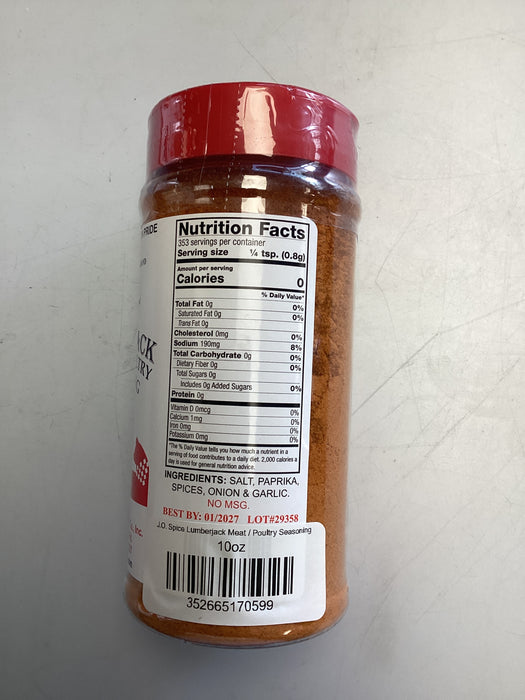 PRIDE
Nutrition Facts
353 servings per container
Serving size ¼ tsp. (0.8g)
Amount per serving
Calories 0
% Daily Value*
Total Fat 0g 0%
Saturated Fat 0g 0%
Trans Fat 0g
Cholesterol 0mg 0%
Sodium 190mg 8%
Total Carbohydrate 0g 0%
Dietary Fiber 0g 0%
Total Sugars 0g
Includes 0g Added Sugars 0%
Protein 0g
Vitamin D 0mcg 0%
Calcium 1mg 0%
Iron 0mg 0%
Potassium 0mg 0%
*The % Daily Value tells you how much a nutrient in a
serving of food contributes to a daily diet. 2,000 calories a
day is used for general nutrition advice.
INGREDIENTS: SALT, PAPRIKA,
SPICES, ONION & GARLIC.
NO MSG.
BEST BY: 01/2027 LOT#29358
J.O. Spice Lumberjack Meat / Poultry Seasoning
10oz
352665170599
ACK
TRY
G
, Inc.